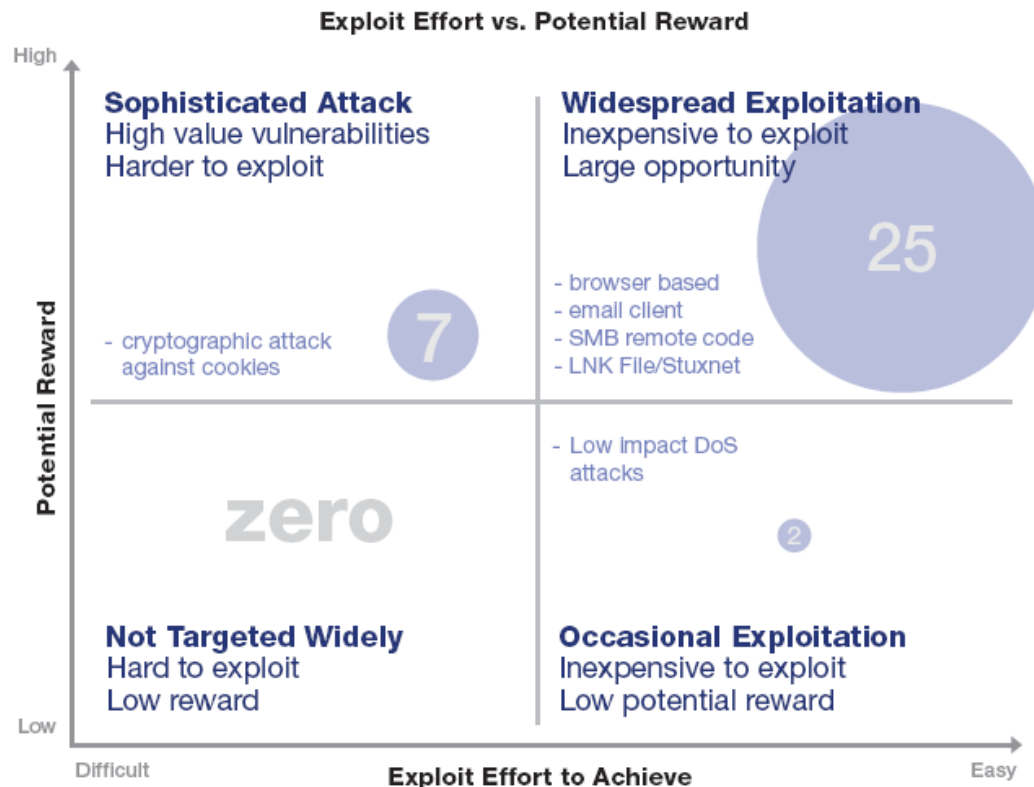 Exploit Effort vs. Potential Reward
High
Sophisticated Attack
High value vulnerabilities
Harder to exploit
Widespread Exploitation
Inexpensive to exploit
Large opportunity
25
- browser based
- email client
- SMB remote code
- LNK File/Stuxnet
- cryptographic attack
against cookies
7
Potential Reward
- Low impact DoS
attacks
zero
2
Not Targeted Widely
Hard to exploit
Low reward
Occasional Exploitation
Inexpensive to exploit
Low potential reward
Low
Difficult
Exploit Effort to Achieve
Easy